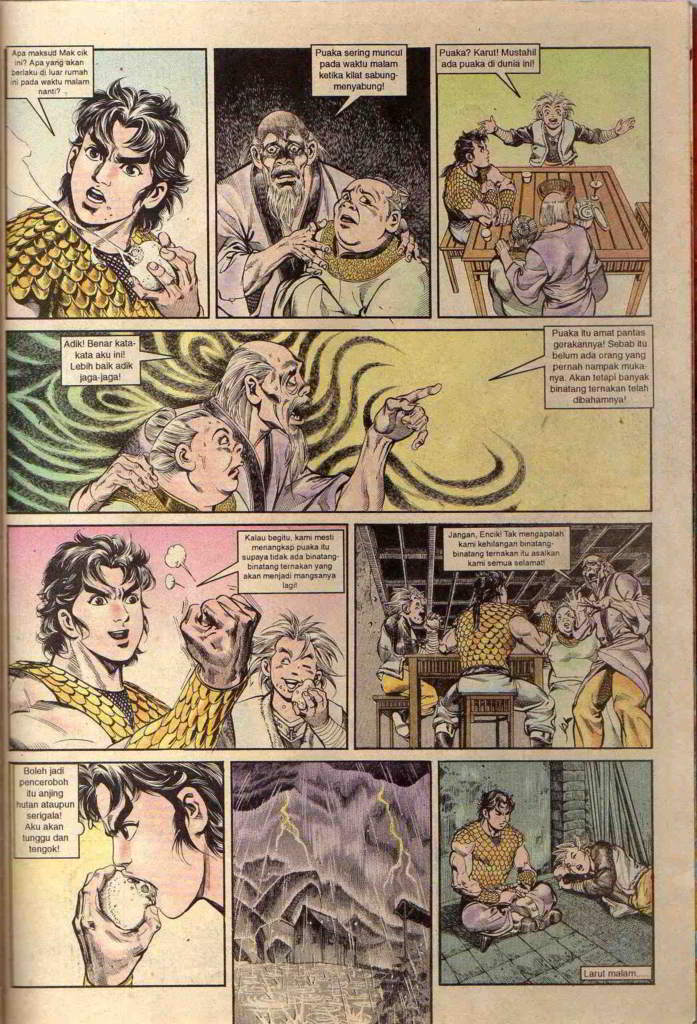 Apa maksud Mak cik
ini? Apa yang akan
berlaku di luar rumah
ini pada waktu malam
nanti?
Puaka sering muncul
pada waktu malam
ketika kilat sabung-
menyabung!
Puaka? Karut! Mustahil
ada puaka di dunia ini!
Adik! Benar kata-
kata aku ini!
Lebih baik adik
jaga-jaga!
Puaka itu amat pantas
gerakannya! Sebab itu
belum ada orang yang
pernah nampak muka-
nya. Akan tetapi banyak
binatang ternakan telah
dibahamnya!
Kalau begitu, kami mesti
menangkap puaka itu
supaya tidak ada binatang-
binatang ternakan yang
akan menjadi mangsanya
lagi!
Jangan, Encik! Tak mengapalah
kami kehilangan binatang-
binatang ternakan itu asalkan
kami semua selamat!
Boleh jadi
penceroboh
itu anjing
hutan ataupun
serigala!
Aku akan
tunggu dan
tengok!
Larut malam.....